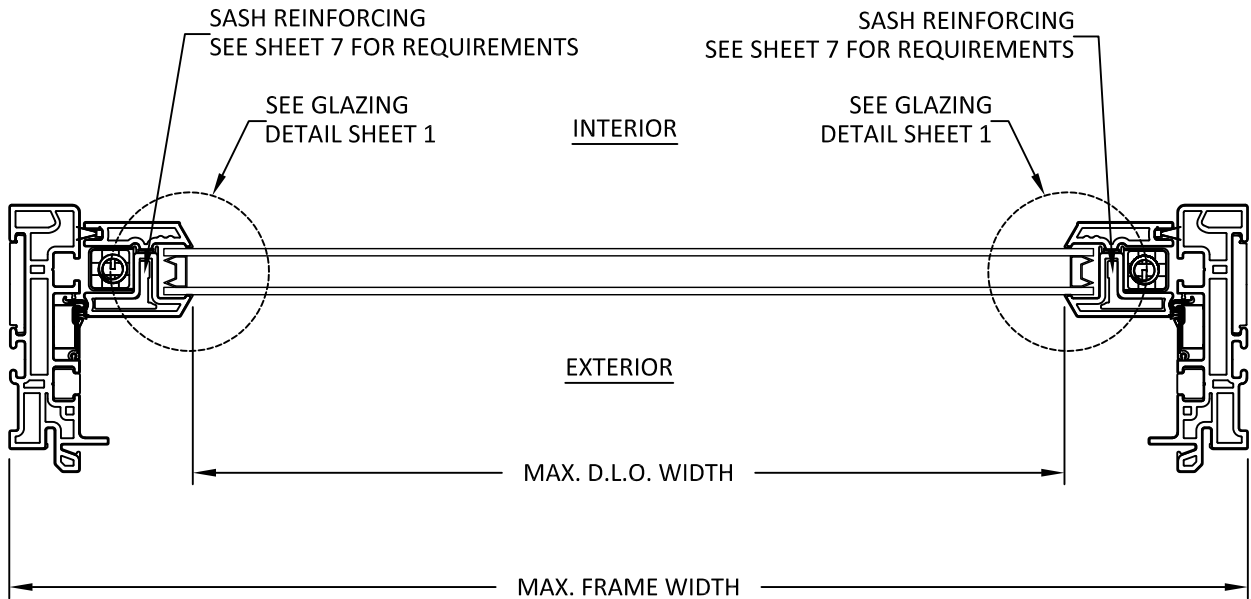 SASH REINFORCING
SEE SHEET 7 FOR REQUIREMENTS
SASH REINFORCING
SEE SHEET 7 FOR REQUIREMENTS
SEE GLAZING
DETAIL SHEET 1
INTERIOR
SEE GLAZING
DETAIL SHEET 1
EXTERIOR
MAX. D.L.O. WIDTH
MAX. FRAME WIDTH